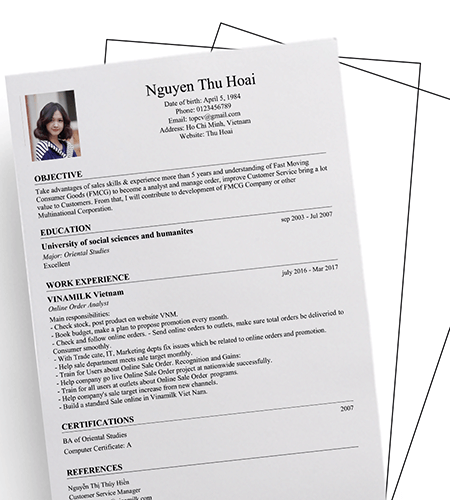 Nguyen Thu Hoai
Date of birth: April 5, 1984
Phone: 0123456789
Email: topcv@gmail.com
Address: Ho Chi Minh, Vietnam
Website: Thu Hoai
OBJECTIVE
Take advantages of sales skills & experience more than 5 years and understanding of Fast Moving
Consumer Goods (FMCG) to become a analyst and manage order, improve Customer Service bring a lot
value to Customers. From that, I will contribute to development of FMCG Company or other
Multinational Corporation.
EDUCATION
sep 2003 - Jul 2007
University of social sciences and humanites
Major: Oriental Studies
Excellent
WORK EXPERIENCE
july 2016 - Mar 2017
VINAMILK Vietnam
Online Order Analyst
Main responsibilities:
- Check stock, post product on website VNM.
- Book budget, make a plan to propose promotion every month.
- Check and follow online orders. - Send online orders to outlets, make sure total orders be deliveried to
Consumer smoothly.
- With Trade cate, IT, Marketing depts fix issues which be related to online orders and promotion.
- Help sale department meets sale target monthly.
- Train for Users about Online Sale Order. Recognition and Gains:
- Help company go live Online Sale Order project at nationwide successfully.
- Train for all users at outlets about Online Sale Order programs.
- Help company's sale target increase from new channels.
- Build a standard Sale online in Vinamilk Viet Nam.
CERTIFICATIONS
2007
BA of Oriental Studies
Computer Certificate: A
REFERENCES
Nguyễn Thị Thúy Hiền
Customer Service Manager